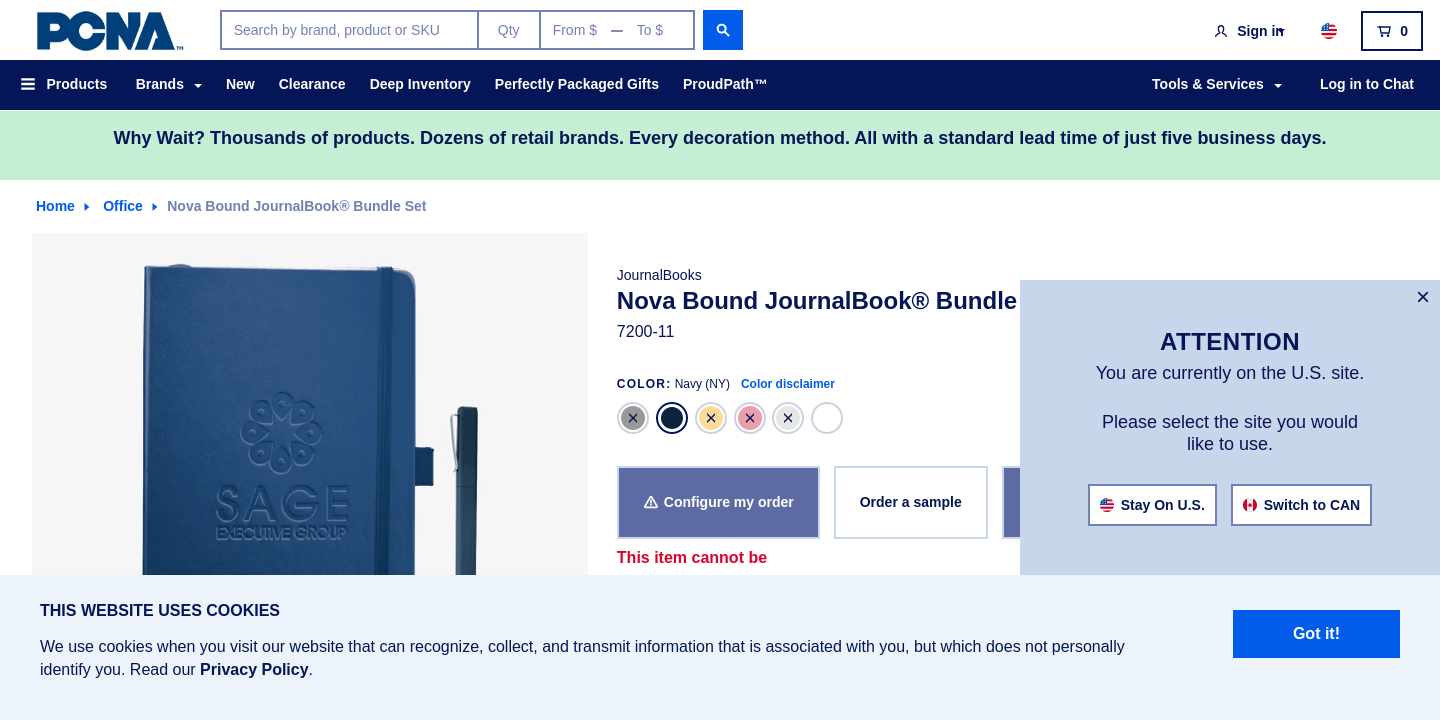 PCNA™
Search by brand, product or SKU
Qty
From $ — To $
Sign in
0
Products
Brands
New
Clearance
Deep Inventory
Perfectly Packaged Gifts
ProudPath™
Tools & Services
Log in to Chat
Why Wait? Thousands of products. Dozens of retail brands. Every decoration method. All with a standard lead time of just five business days.
Home
Office
Nova Bound JournalBook® Bundle Set
SAGE
EXECUTIVE GROUP
JournalBooks
Nova Bound JournalBook® Bundle
7200-11
COLOR: Navy (NY) Color disclaimer
Configure my order
Order a sample
This item cannot be
×
ATTENTION
You are currently on the U.S. site.
Please select the site you would
like to use.
Stay On U.S.
Switch to CAN
THIS WEBSITE USES COOKIES
We use cookies when you visit our website that can recognize, collect, and transmit information that is associated with you, but which does not personally
identify you. Read our Privacy Policy.
Got it!